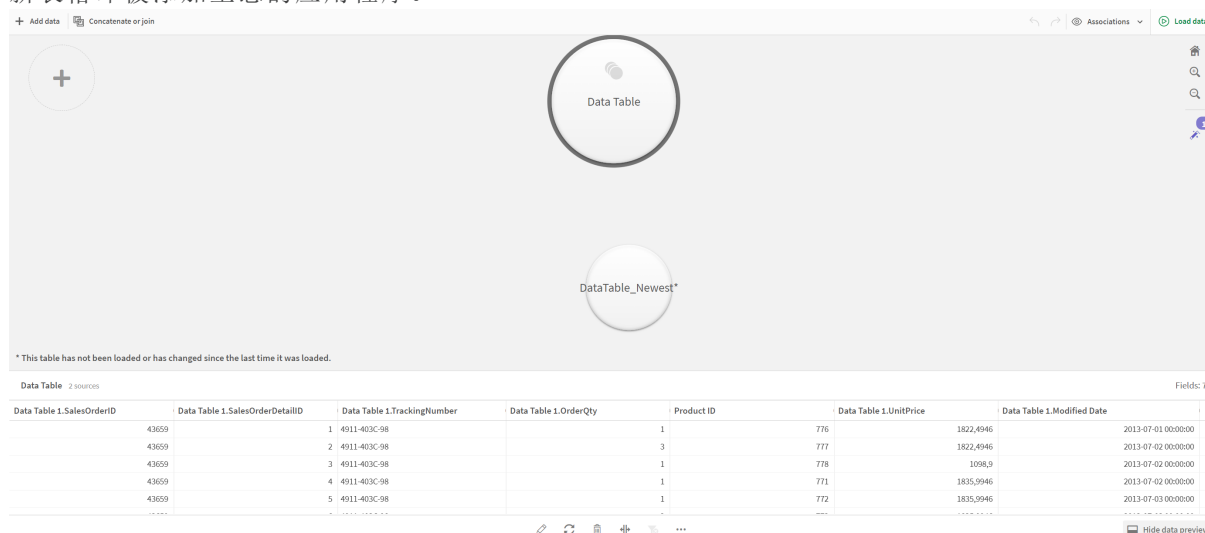 + Add data Concatenate or join Associations Load data
Data Table
DataTable_Newest*
* This table has not been loaded or has changed since the last time it was loaded.
Data Table 2 sources Fields:
Data Table 1.SalesOrderID Data Table 1.SalesOrderDetailID Data Table 1.TrackingNumber Data Table 1.OrderQty Product ID Data Table 1.UnitPrice Data Table 1.Modified Date
43659 1 4911-403C-98 1 776 1822,4946 2013-07-01 00:00:00
43659 2 4911-403C-98 3 777 1822,4946 2013-07-02 00:00:00
43659 3 4911-403C-98 1 778 1098,9 2013-07-02 00:00:00
43659 4 4911-403C-98 1 771 1835,9946 2013-07-02 00:00:00
43659 5 4911-403C-98 1 772 1835,9946 2013-07-03 00:00:00
Hide data preview